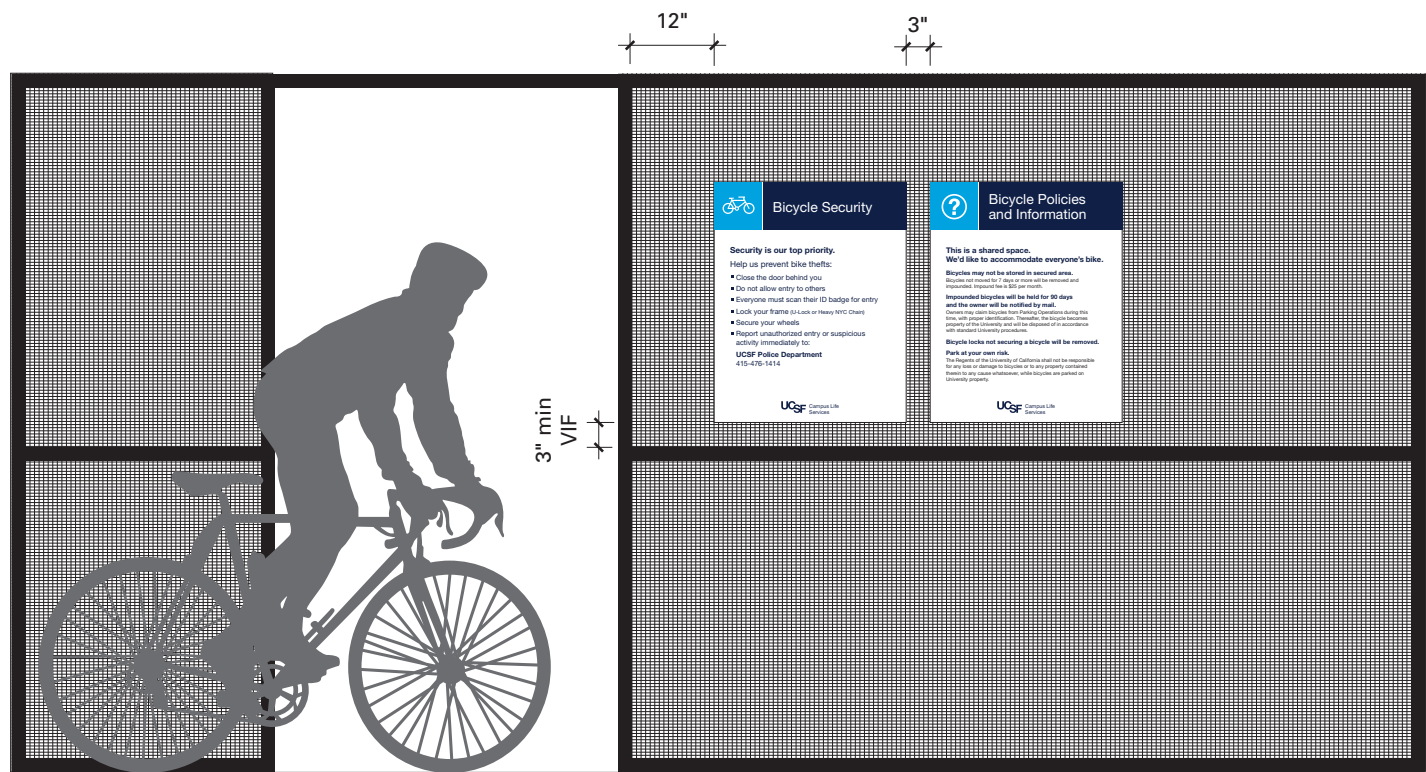 12"
3"
Bicycle Security
Security is our top priority.
Help us prevent bike thefts:
▪ Close the door behind you
▪ Do not allow entry to others
▪ Everyone must scan their ID badge for entry
▪ Lock your frame (U-Lock or Heavy NYC Chain)
▪ Secure your wheels
▪ Report unauthorized entry or suspicious
activity immediately to:
UCSF Police Department
415-476-1414
UCSF Campus Life
Services
Bicycle Policies
and Information
This is a shared space.
We'd like to accommodate everyone's bike.
Bicycles may not be stored in secured area.
Bicycles not moved for 7 days or more will be removed and
impounded. Impound fee is $25 per month.
Impounded bicycles will be held for 90 days
and the owner will be notified by mail.
Owners may claim bicycles from Parking Operations during this
time, with proper identification. Thereafter, the bicycle becomes
property of the University and will be disposed of in accordance
with standard University procedures.
Bicycle locks not securing a bicycle will be removed.
Park at your own risk.
The Regents of the University of California shall not be responsible
for any loss or damage to bicycles or to any property contained
therein to any cause whatsoever, while bicycles are parked on
University property.
UCSF Campus Life
Services
3" min
VIF